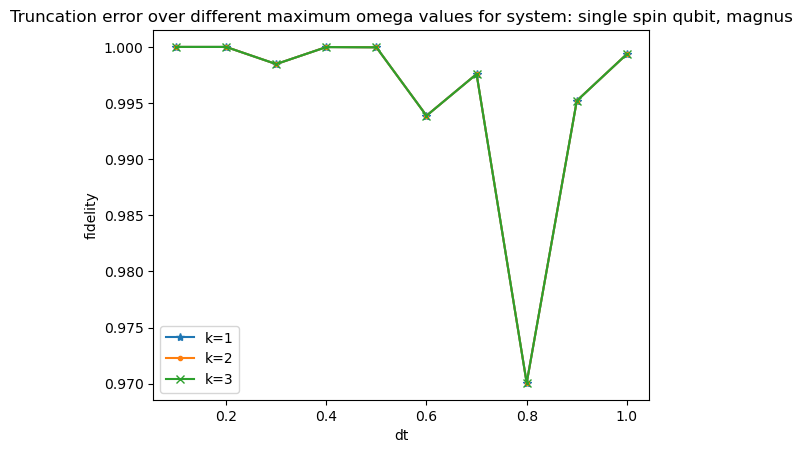 Truncation error over different maximum omega values for system: single spin qubit, magnus
1.000
0.995
0.990
0.985
0.980
0.975
0.970
fidelity
k=1
k=2
k=3
0.2 0.4 0.6 0.8 1.0
dt